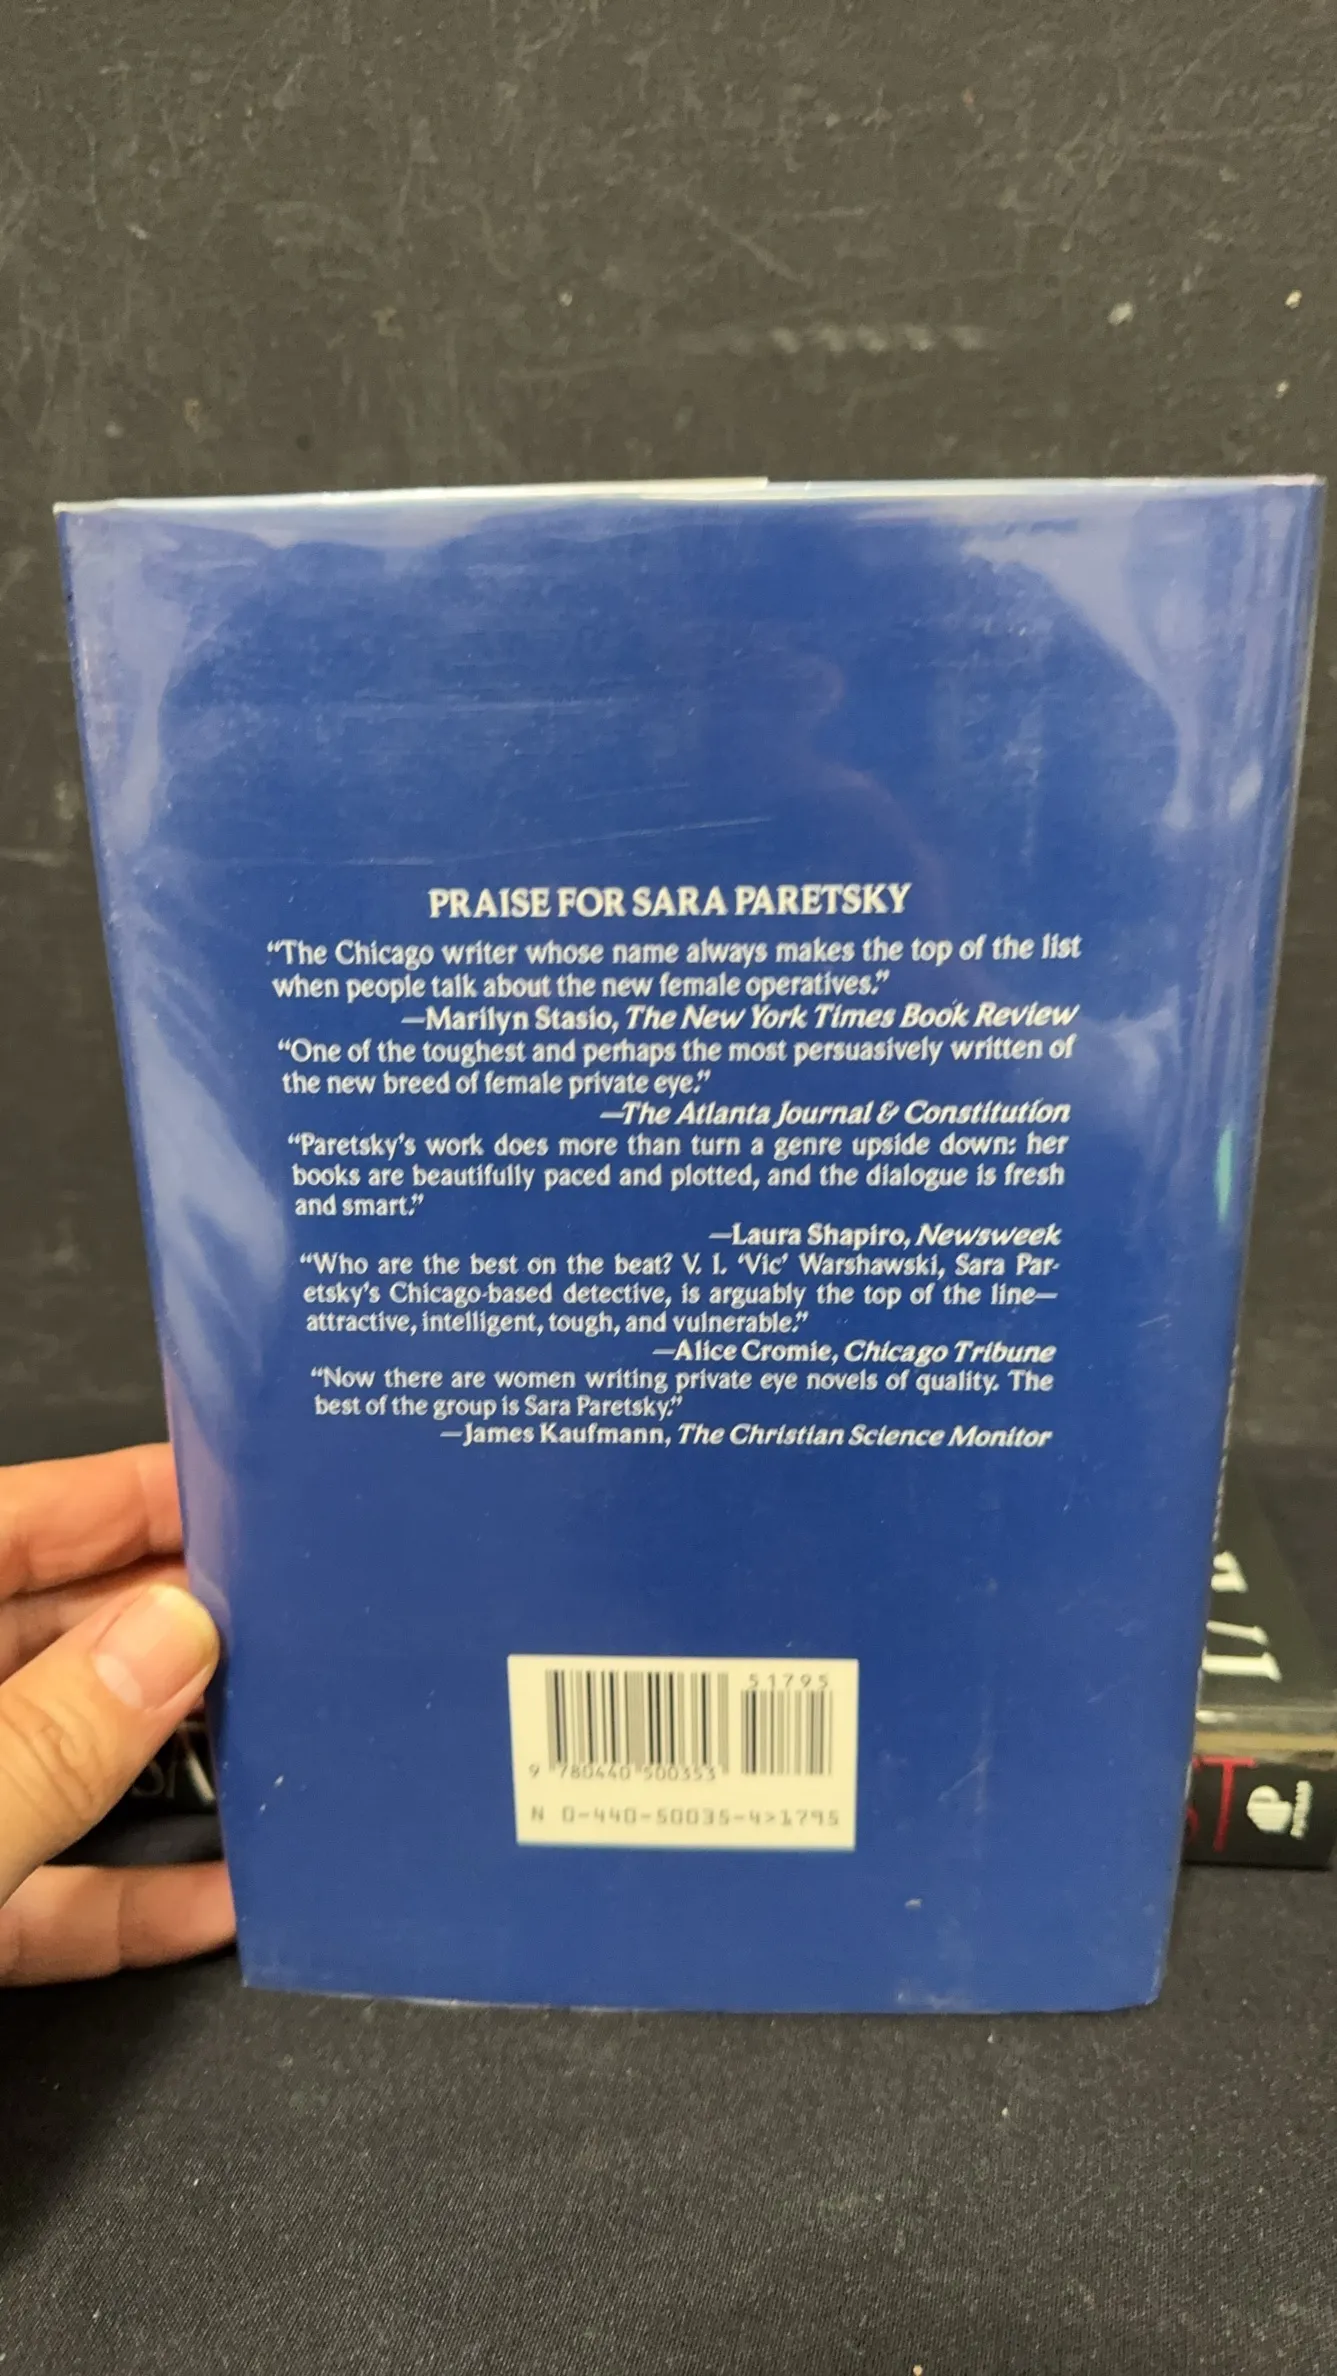 PRAISE FOR SARA PARETSKY
“The Chicago writer whose name always makes the top of the list
when people talk about the new female operatives.”
—Marilyn Stasio, The New York Times Book Review
“One of the toughest and perhaps the most persuasively written of
the new breed of female private eye.”
—The Atlanta Journal & Constitution
“Paretsky’s work does more than turn a genre upside down: her
books are beautifully paced and plotted, and the dialogue is fresh
and smart.”
—Laura Shapiro, Newsweek
“Who are the best on the beat? V. I. ‘Vic’ Warshawski, Sara Par-
etsky’s Chicago-based detective, is arguably the top of the line—
attractive, intelligent, tough, and vulnerable.”
—Alice Cromie, Chicago Tribune
“Now there are women writing private eye novels of quality. The
best of the group is Sara Paretsky.”
—James Kaufmann, The Christian Science Monitor
51795
9 780440 500353
N 0-440-50035-4>1795